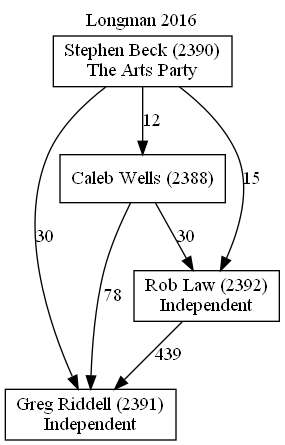 Longman 2016
Stephen Beck (2390)
The Arts Party
12
Caleb Wells (2388)
15
30
30
Rob Law (2392)
Independent
78
439
Greg Riddell (2391)
Independent